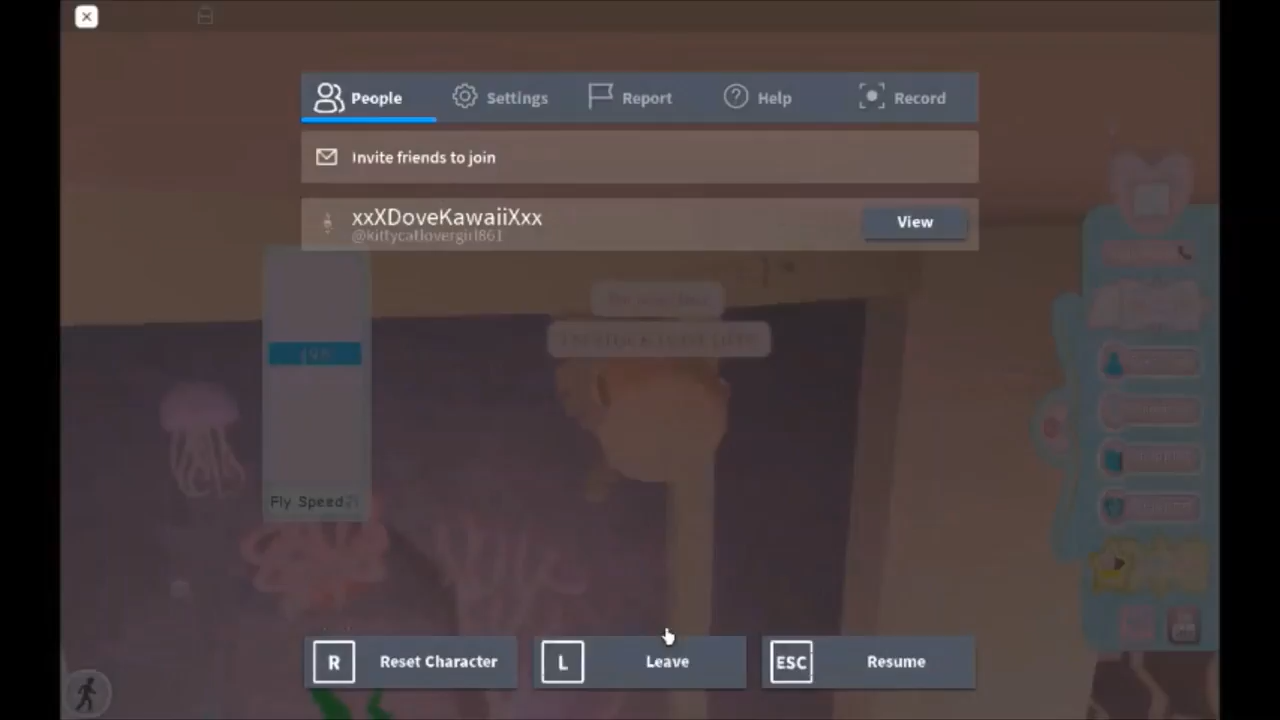 People
Settings
Report
Help
Record
Invite friends to join
xxXDoveKawaiiXxx
@kittycatlovergirl861
View
Fly Speed
R
Reset Character
L
Leave
ESC
Resume